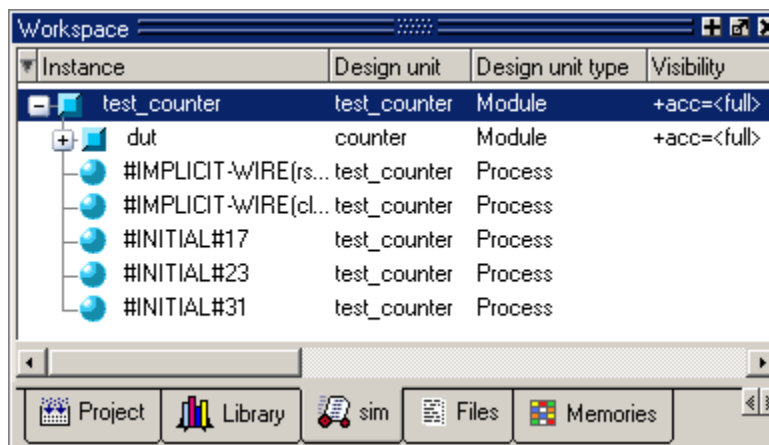 Workspace
Instance Design unit Design unit type Visibility
test_counter test_counter Module +acc=<full>
dut counter Module +acc=<full>
#IMPLICIT-WIRE(rs... test_counter Process
#IMPLICIT-WIRE(cl... test_counter Process
#INITIAL#17 test_counter Process
#INITIAL#23 test_counter Process
#INITIAL#31 test_counter Process
Project Library sim Files Memories